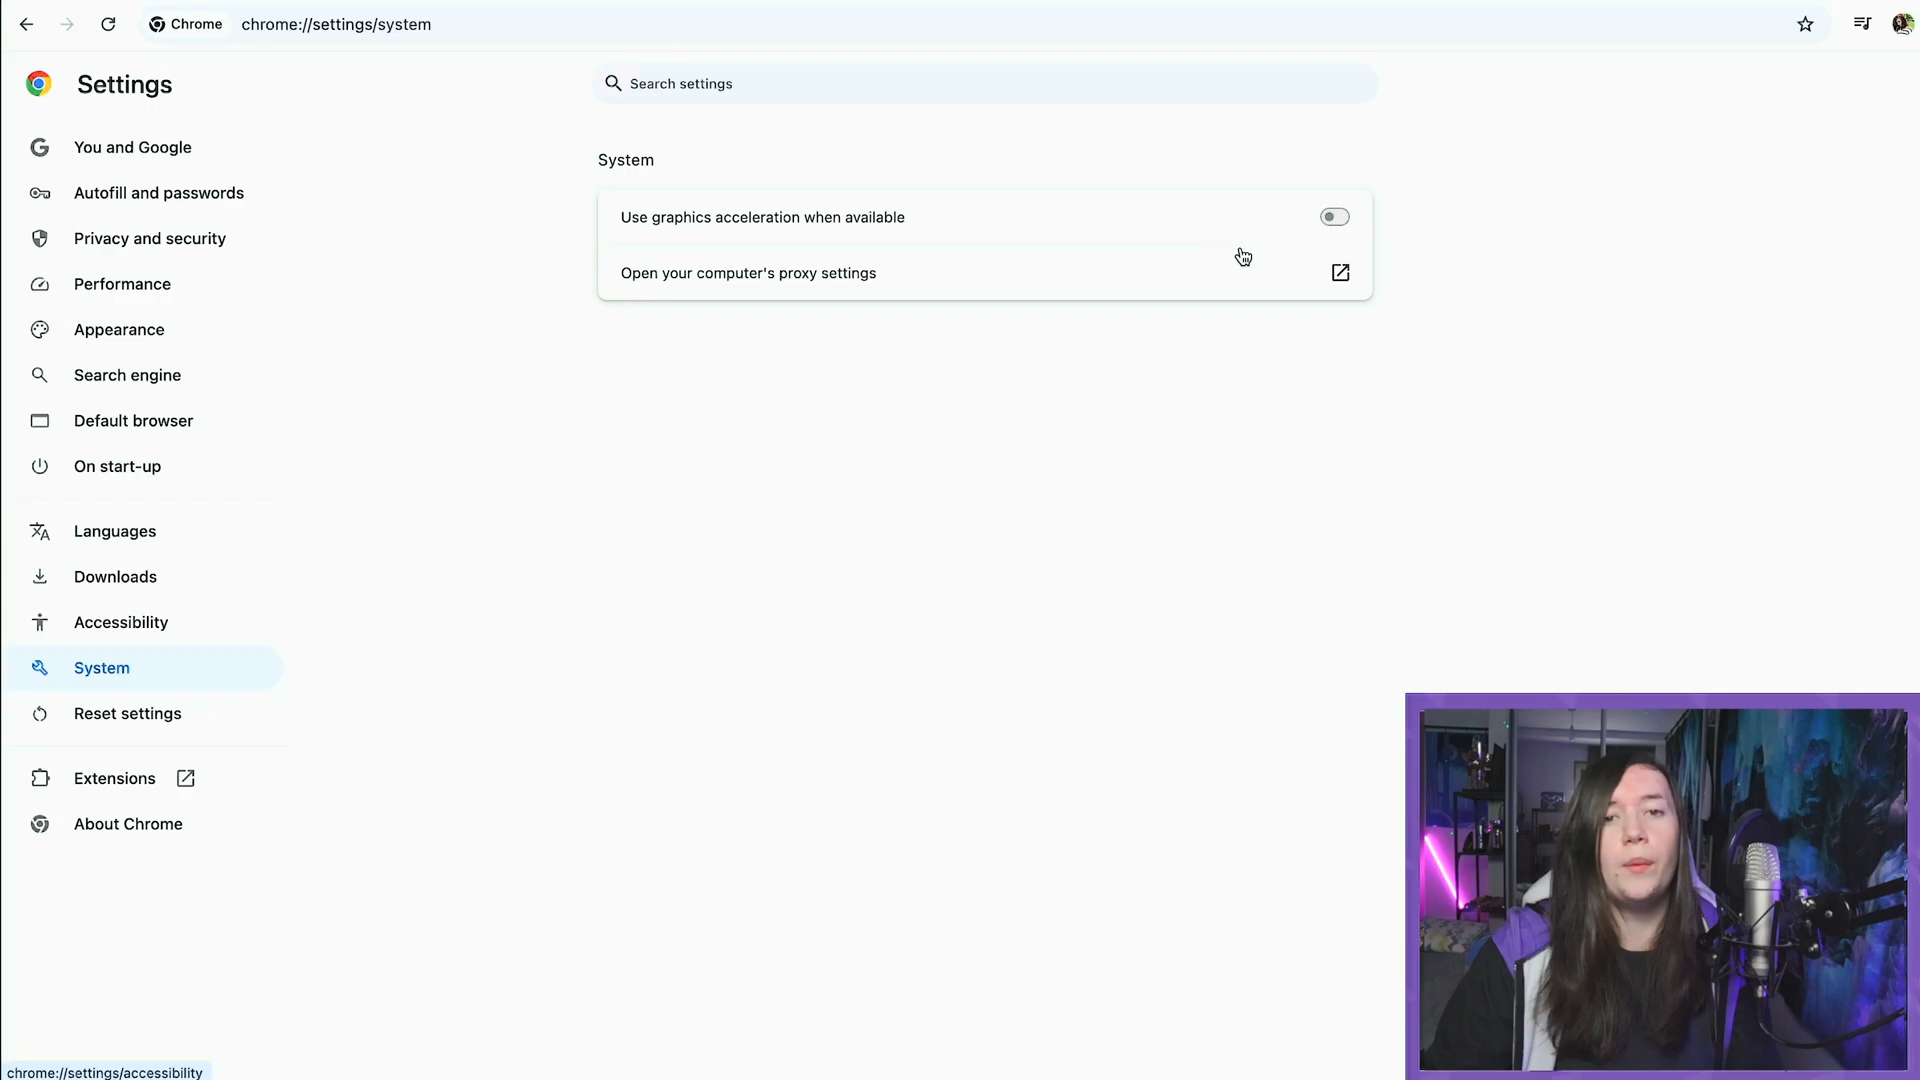 Chrome
chrome://settings/system
Settings
Search settings
You and Google
Autofill and passwords
Privacy and security
Performance
Appearance
Search engine
Default browser
On start-up
Languages
Downloads
Accessibility
System
Reset settings
Extensions
About Chrome
System
Use graphics acceleration when available
Open your computer's proxy settings
chrome://settings/accessibility